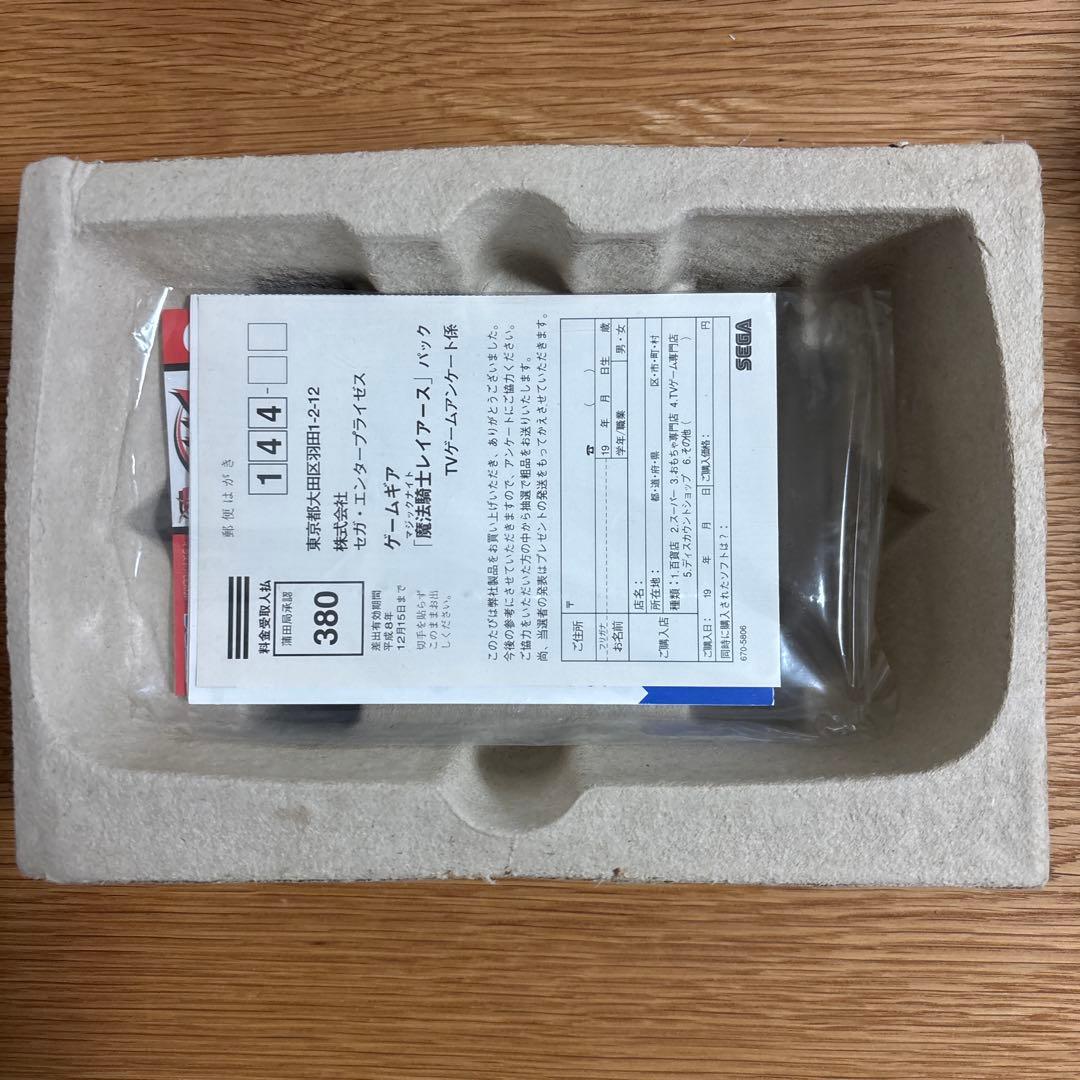 郵便はがき
144-
料金受取人払
蒲田局承認
380
差出有効期間
平成8年
12月15日まで
切手を貼らず
このままお出
しください。
東京都大田区羽田1-2-12
株式会社
セガ・エンタープライゼス
ゲームギア
マジックナイト
「魔法騎士レイアース」パック
TVゲームアンケート係
このたびは弊社製品をお買い上げいただき、ありがとうございました。
今後の参考にさせていただきますので、アンケートにご協力ください。
ご協力をいただいた方の中から抽選で粗品をお送りいたします。
尚、当選者の発表はプレゼントの発送をもってかえさせていただきます。
ご住所 〒 ☎ ( )
フリガナ 19 年 月 日生 歳
お名前 学年/職業 男・女
ご購入店 店名:
所在地: 都・道・府・県 区・市・町・村
種類:1.百貨店 2.スーパー 3.おもちゃ専門店 4.TVゲーム専門店
5.ディスカウントショップ 6.その他( )
ご購入日: 19 年 月 日 ご購入価格: 円
同時に購入されたソフトは?:
670-5806
SEGA